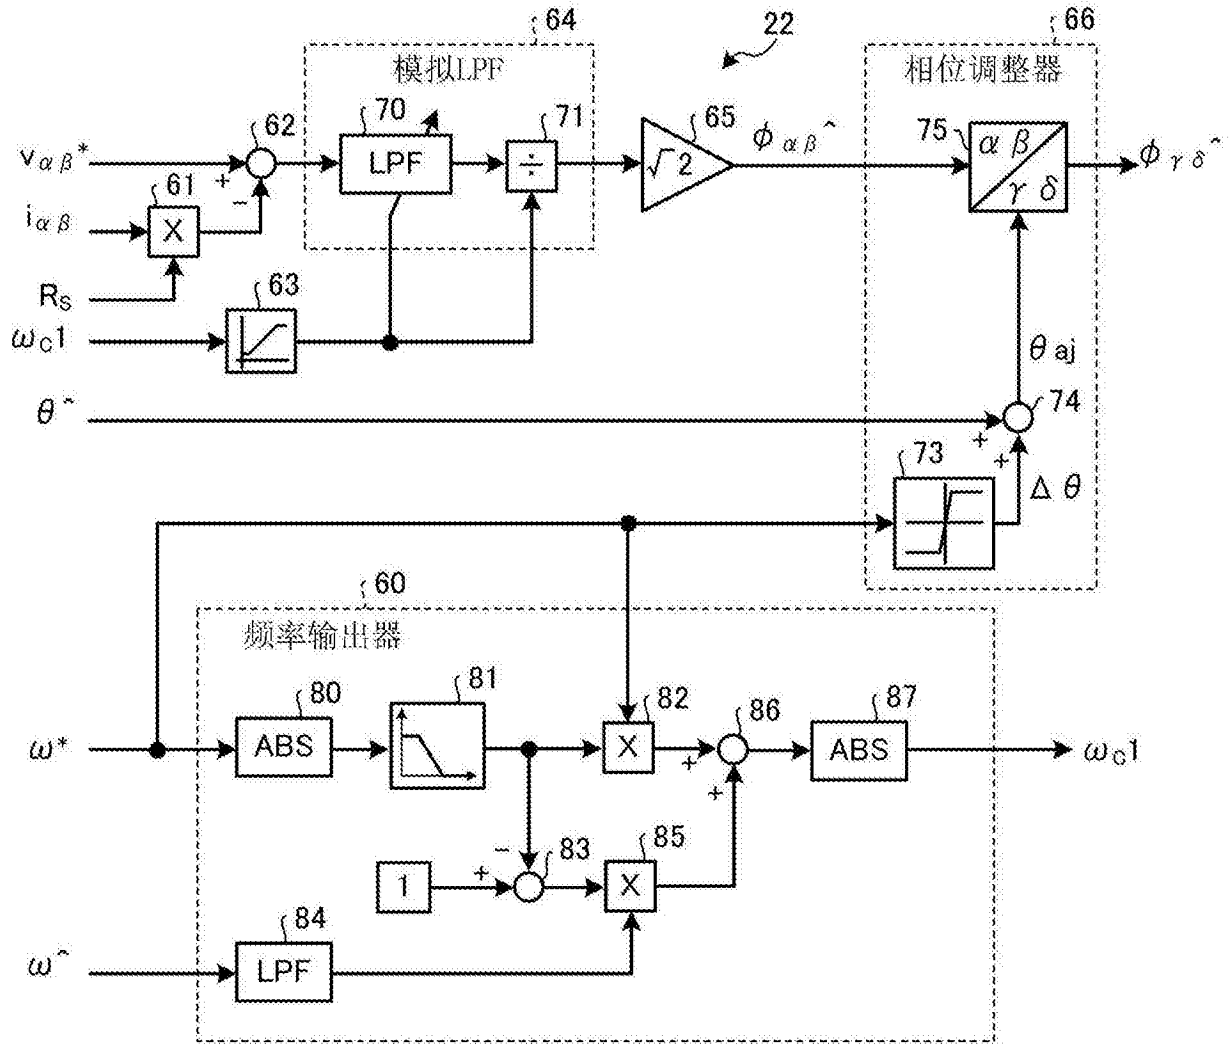 64
22
66
模拟LPF
相位调整器
62
70
71
65
75
vαβ*
+
LPF
÷
√2
ϕαβ^
αβ
γδ
ϕγδ^
61
−
iαβ
X
RS
63
ωC1
θaj
θ^
74
+
+
73
Δθ
60
频率输出器
80
81
82
86
87
ω*
ABS
X
+
ABS
ωC1
+
−
83
85
1
+
X
84
ω^
LPF